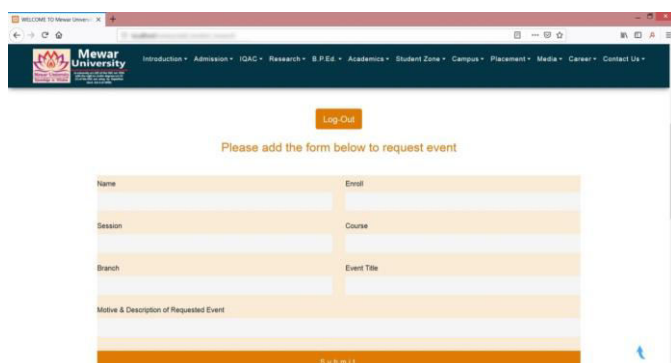 WELCOME TO Mewar Universi
Mewar
University
Introduction
Admission
IQAC
Research
B.P.Ed.
Academics
Student Zone
Campus
Placement
Media
Career
Contact Us
Log-Out
Please add the form below to request event
Name
Enroll
Session
Course
Branch
Event Title
Motive & Description of Requested Event
Submit